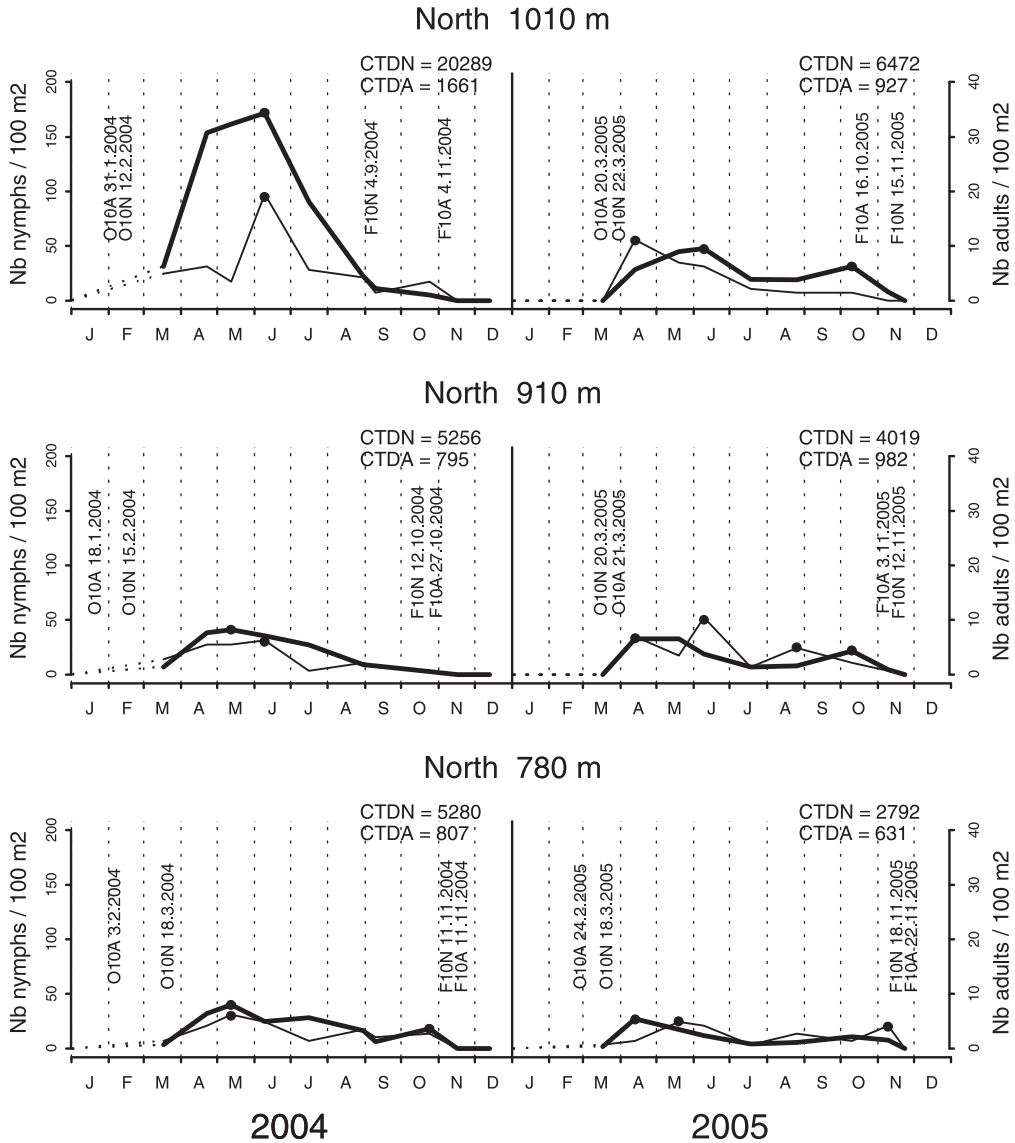 North 1010 m
CTDN = 20289
CTDA = 1661
CTDN = 6472
CTDA = 927
Nb nymphs / 100 m2
200
150
100
50
0
O10A 31.1.2004
O10N 12.2.2004
F10N 4.9.2004
F10A 4.11.2004
O10A 20.3.2005
O10N 22.3.2005
F10A 16.10.2005
F10N 15.11.2005
40
30
20
10
0
Nb adults / 100 m2
J F M A M J J A S O N D J F M A M J J A S O N D
North 910 m
CTDN = 5256
CTDA = 795
CTDN = 4019
CTDA = 982
Nb nymphs / 100 m2
200
150
100
50
0
O10A 18.1.2004
O10N 15.2.2004
F10N 12.10.2004
F10A 27.10.2004
O10N 20.3.2005
O10A 21.3.2005
F10A 3.11.2005
F10N 12.11.2005
40
30
20
10
0
Nb adults / 100 m2
J F M A M J J A S O N D J F M A M J J A S O N D
North 780 m
CTDN = 5280
CTDA = 807
CTDN = 2792
CTDA = 631
Nb nymphs / 100 m2
200
150
100
50
0
O10A 3.2.2004
O10N 18.3.2004
F10N 11.11.2004
F10A 11.11.2004
O10A 24.2.2005
O10N 18.3.2005
F10N 18.11.2005
F10A 22.11.2005
40
30
20
10
0
Nb adults / 100 m2
J F M A M J J A S O N D J F M A M J J A S O N D
2004 2005